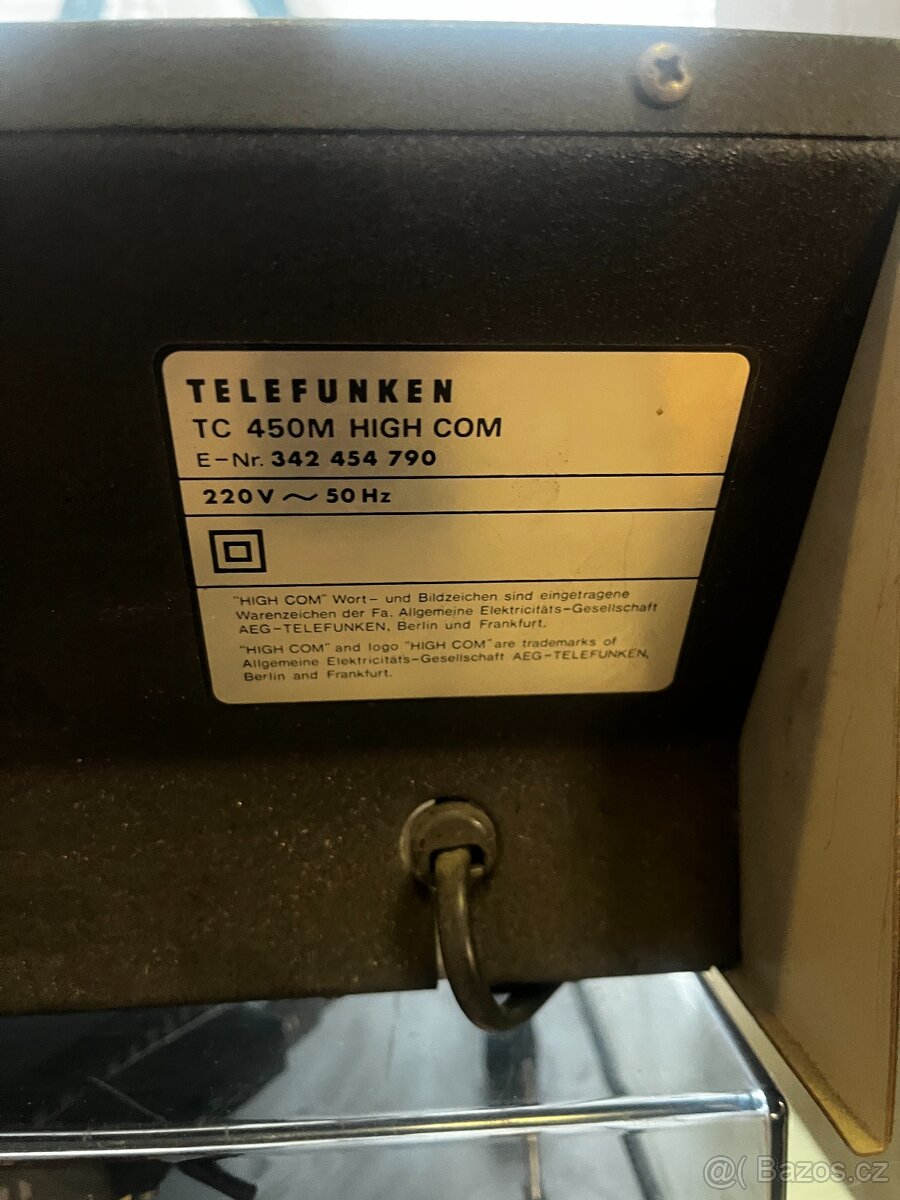 TELEFUNKEN
TC 450M HIGH COM
E-Nr. 342 454 790
220V ~ 50Hz
"HIGH COM" Wort- und Bildzeichen sind eingetragene
Warenzeichen der Fa. Allgemeine Elektricitäts-Gesellschaft
AEG-TELEFUNKEN, Berlin und Frankfurt.
"HIGH COM" and logo "HIGH COM" are trademarks of
Allgemeine Elektricitäts-Gesellschaft AEG-TELEFUNKEN,
Berlin and Frankfurt.
@( Bazos.cz